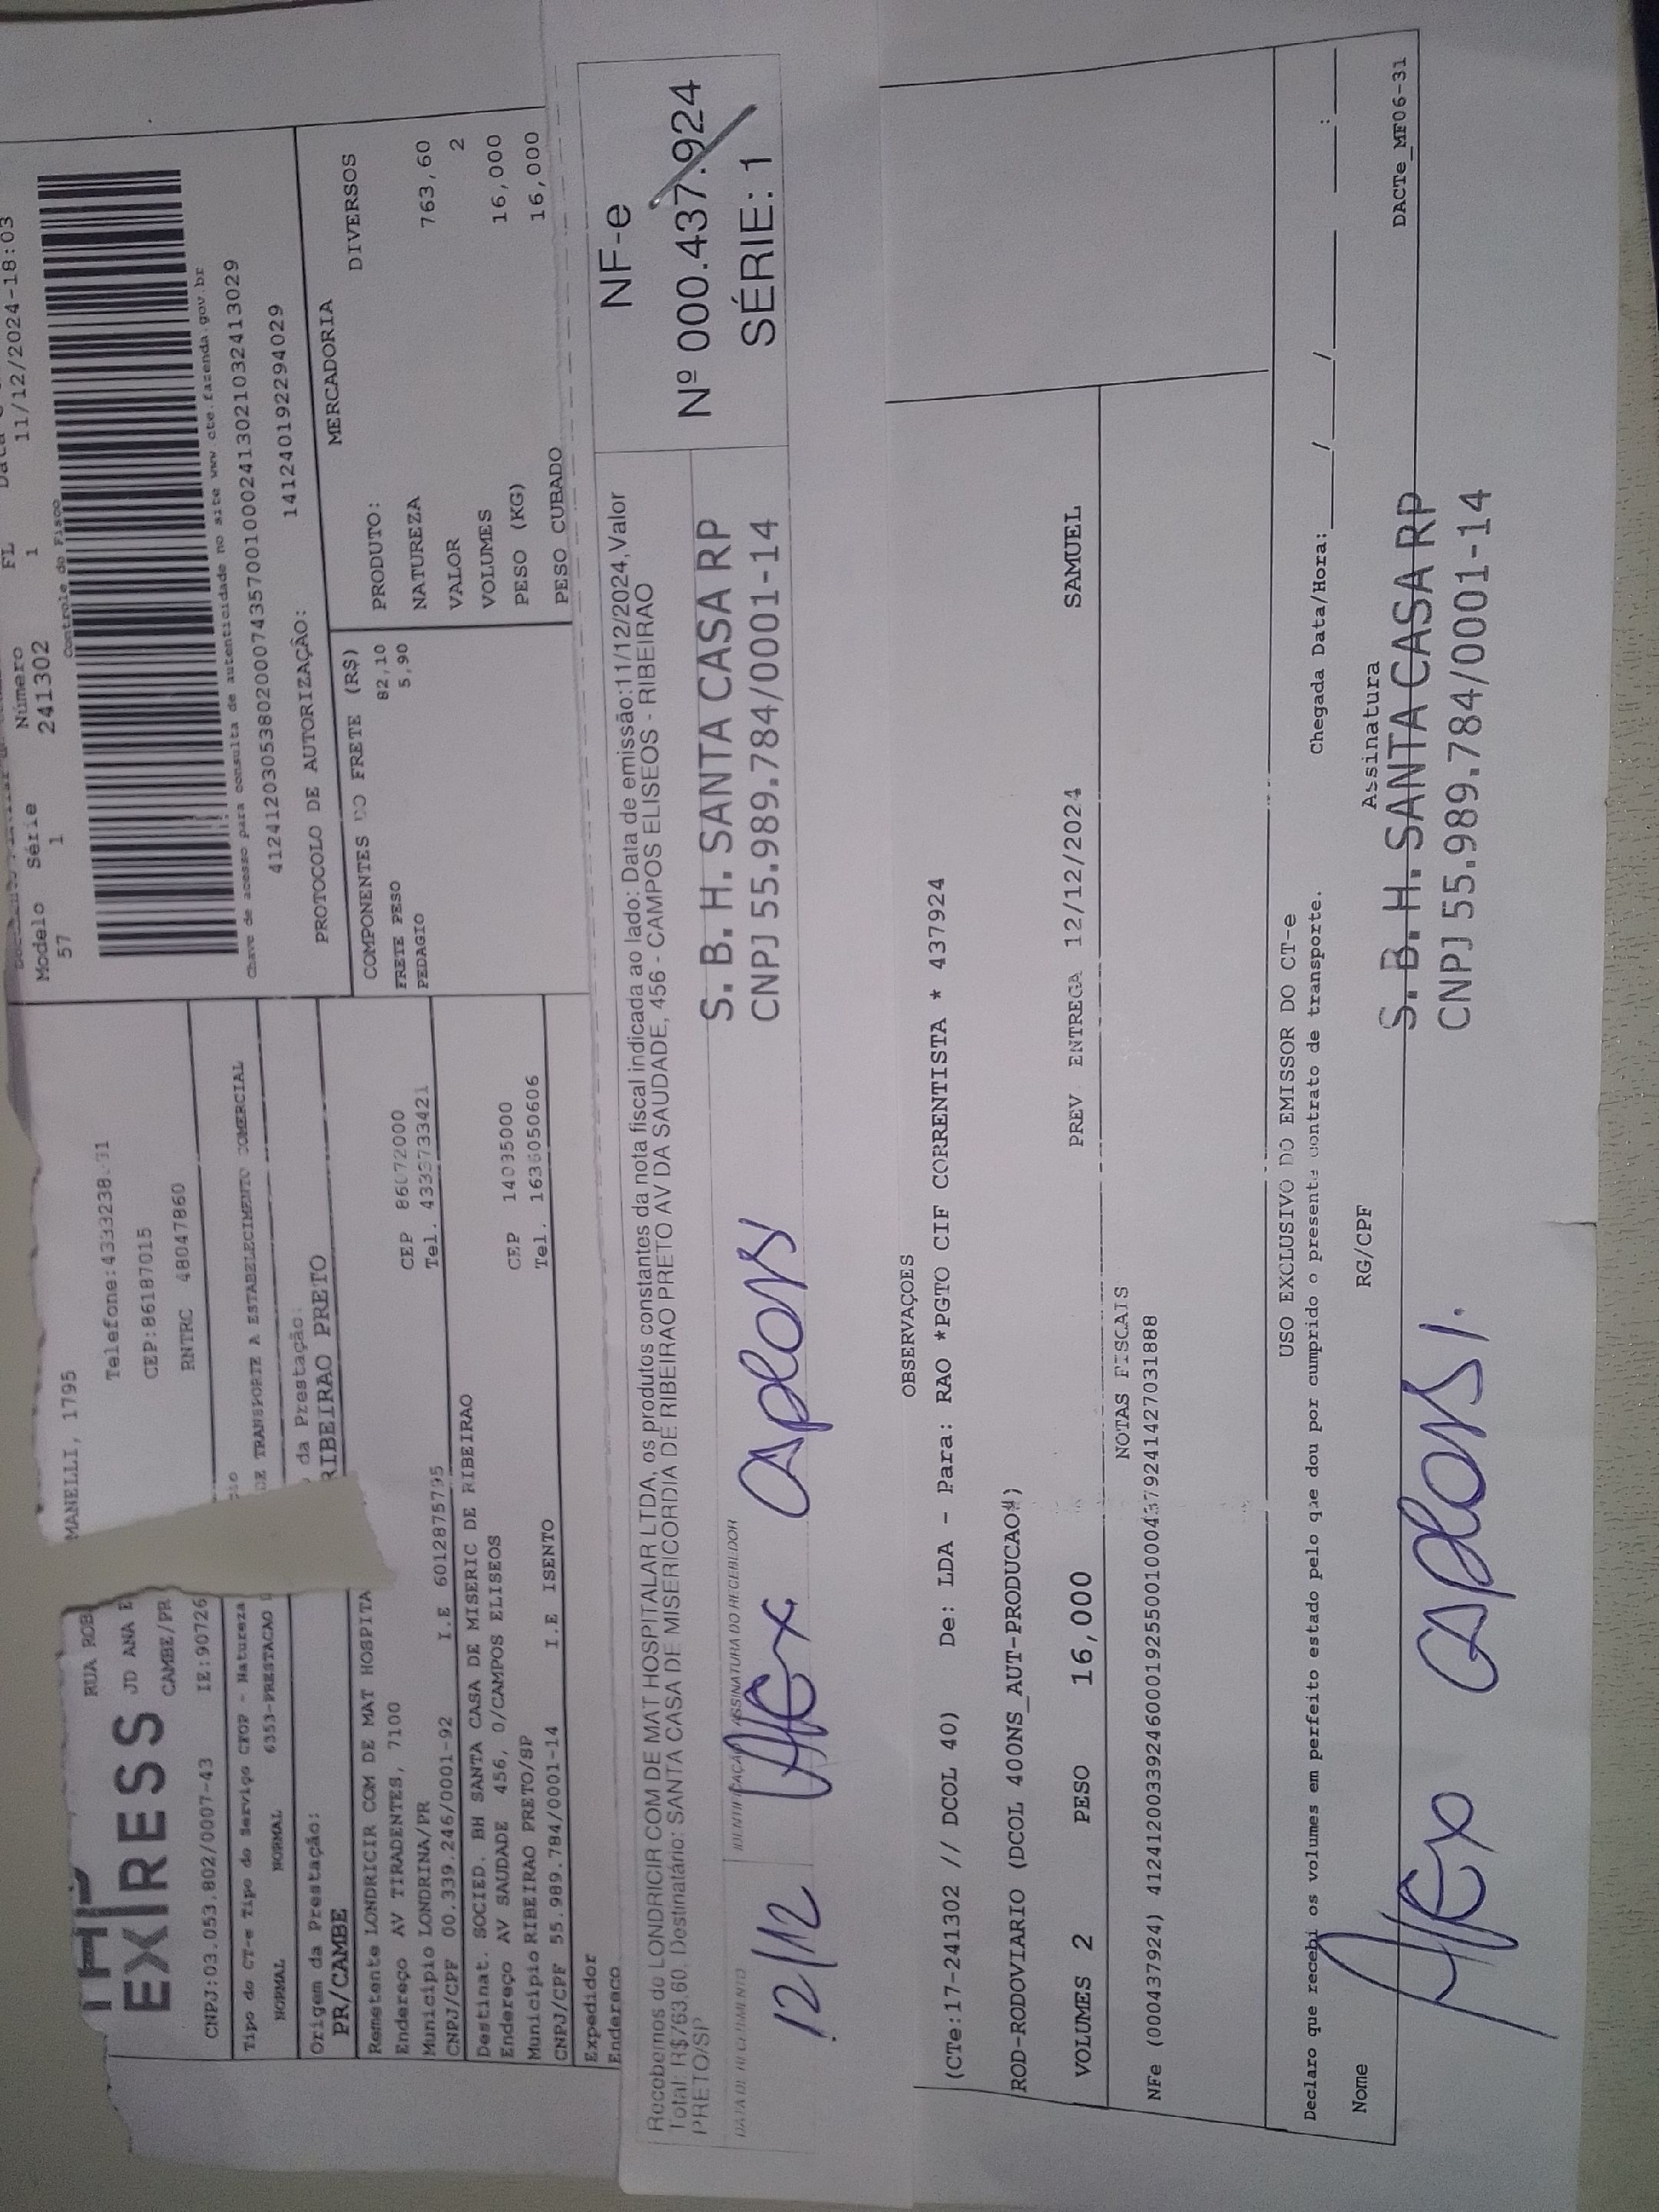 EXPRESS
RUA ROB
MANELLI, 1795
JD ANA E
Telefone:4333238
CAMBE/PR
CEP:86187015
CNPJ:03.053.802/0007-43 IE:90726
RNTRC 48047860
FL
Modelo Série Número
57 1 241302 1 11/12/2024-18:03
Controle do Fisco
Chave de acesso para consulta de autenticidade no site www.cte.fazenda.gov.br
41241203053802000743570010002413021032413029
PROTOCOLO DE AUTORIZAÇÃO: 141240192294029
Tipo do CT-e Tipo do Serviço CFOP - Natureza
NORMAL NORMAL 6353-PRESTACAO DE TRANSPORTE A ESTABELECIMENTO COMERCIAL
Origem da Prestação: da Prestação:
PR/CAMBE RIBEIRAO PRETO
Remetente LONDRICIR COM DE MAT HOSPITA
Endereço AV TIRADENTES, 7100 CEP 86072000
Municipio LONDRINA/PR Tel. 4333733421
CNPJ/CPF 00.339.246/0001-92 I.E 6012875795
Destinat. SOCIED. BH SANTA CASA DE MISERIC DE RIBEIRAO
Endereço AV SAUDADE 456, 0/CAMPOS ELISEOS CEP 14085000
Municipio RIBEIRAO PRETO/SP Tel. 1636050606
CNPJ/CPF 55.989.784/0001-14 I.E ISENTO
Expedidor
Endereco
COMPONENTES DO FRETE (R$)
FRETE PESO 82,10
PEDAGIO 5,90
MERCADORIA
PRODUTO: DIVERSOS
NATUREZA
VALOR 763,60
VOLUMES 2
PESO (KG) 16,000
PESO CUBADO 16,000
Recebemos de LONDRICIR COM DE MAT HOSPITALAR LTDA, os produtos constantes da nota fiscal indicada ao lado: Data de emissão:11/12/2024,Valor
Total: R$763,60, Destinatário: SANTA CASA DE MISERICORDIA DE RIBEIRAO PRETO AV DA SAUDADE, 456 - CAMPOS ELISEOS - RIBEIRAO
PRETO/SP
NF-e
Nº 000.437.924
SÉRIE: 1
DATA DE RECEBIMENTO IDENTIFICAÇÃO ASSINATURA DO RECEBEDOR
12/12 Alex
S. B. H. SANTA CASA RP
CNPJ 55.989.784/0001-14
OBSERVAÇOES
(CTe:17-241302 // DCOL 40) De: LDA - Para: RAO *PGTO CIF CORRENTISTA * 437924
ROD-RODOVIARIO (DCOL 400NS_AUT-PRODUCAO#)
VOLUMES 2 PESO 16,000 PREV ENTREGA 12/12/2024 SAMUEL
NOTAS FISCAIS
NFe (000437924) 41241200339246000192550010004379241427031888
USO EXCLUSIVO DO EMISSOR DO CT-e
Declaro que recebi os volumes em perfeito estado pelo que dou por cumprido o presente contrato de transporte. Chegada Data/Hora: ____/____/____ ____:____
Nome RG/CPF Assinatura
Alex
S. B. H. SANTA CASA RP
CNPJ 55.989.784/0001-14
DACTe_MF06-31